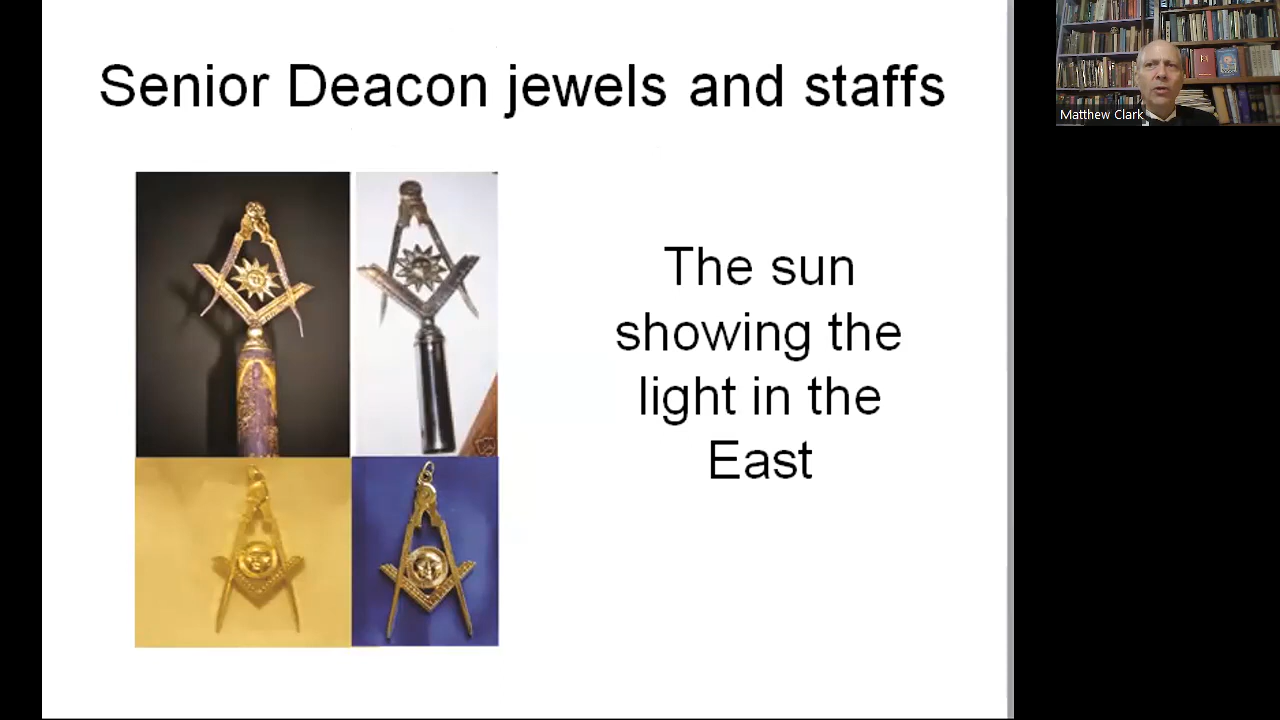 Senior Deacon jewels and staffs
Matthew Clark
The sun
showing the
light in the
East